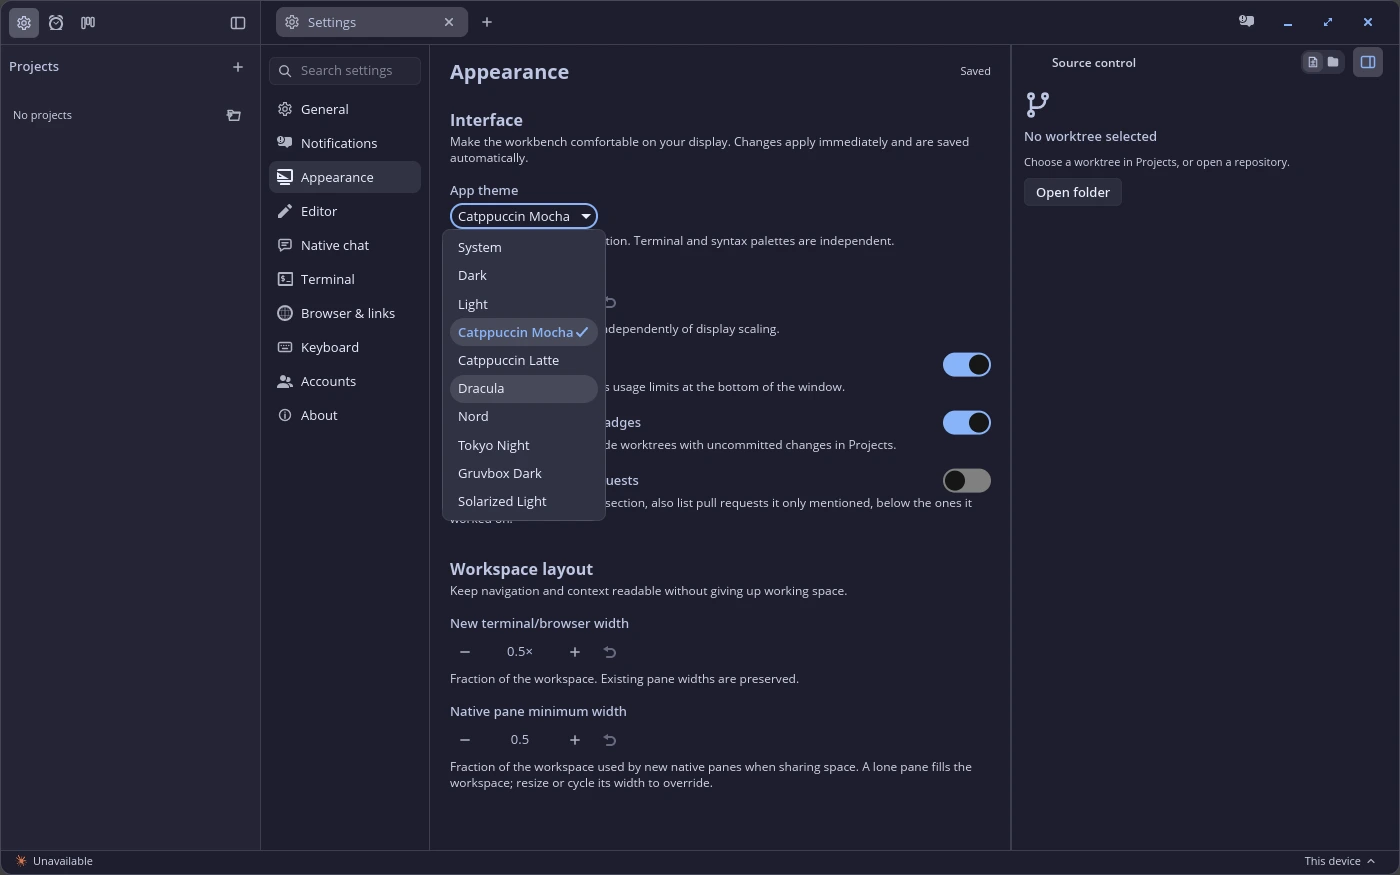 Settings
Projects
No projects
Search settings
General
Notifications
Appearance
Editor
Native chat
Terminal
Browser & links
Keyboard
Accounts
About
Appearance
Saved
Interface
Make the workbench comfortable on your display. Changes apply immediately and are saved
automatically.
App theme
Catppuccin Mocha
System
Dark
Light
Catppuccin Mocha
Catppuccin Latte
Dracula
Nord
Tokyo Night
Gruvbox Dark
Solarized Light
tion. Terminal and syntax palettes are independent.
dependently of display scaling.
s usage limits at the bottom of the window.
adges
de worktrees with uncommitted changes in Projects.
uests
section, also list pull requests it only mentioned, below the ones it
Workspace layout
Keep navigation and context readable without giving up working space.
New terminal/browser width
0.5×
Fraction of the workspace. Existing pane widths are preserved.
Native pane minimum width
0.5
Fraction of the workspace used by new native panes when sharing space. A lone pane fills the
workspace; resize or cycle its width to override.
Source control
No worktree selected
Choose a worktree in Projects, or open a repository.
Open folder
Unavailable
This device